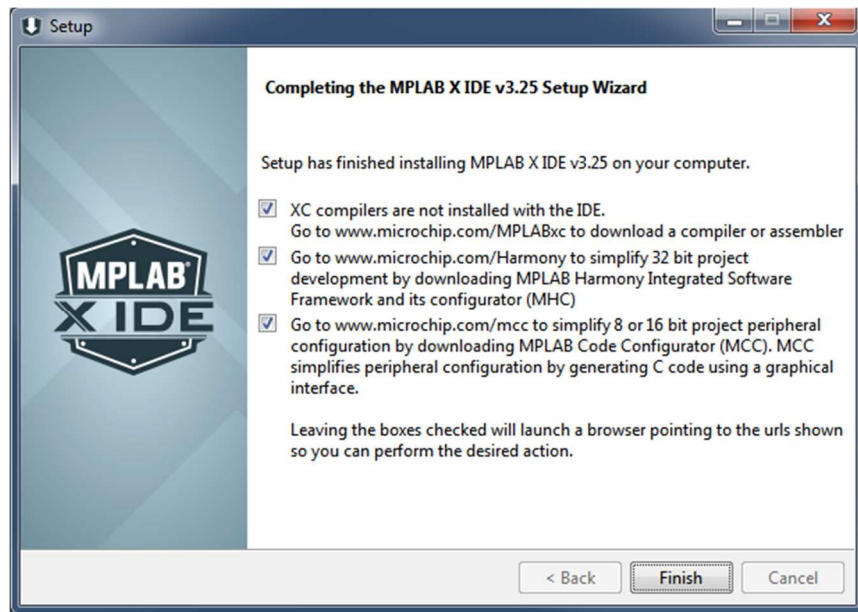 Setup
Completing the MPLAB X IDE v3.25 Setup Wizard
Setup has finished installing MPLAB X IDE v3.25 on your computer.
XC compilers are not installed with the IDE.
Go to www.microchip.com/MPLABxc to download a compiler or assembler
Go to www.microchip.com/Harmony to simplify 32 bit project
development by downloading MPLAB Harmony Integrated Software
Framework and its configurator (MHC)
Go to www.microchip.com/mcc to simplify 8 or 16 bit project peripheral
configuration by downloading MPLAB Code Configurator (MCC). MCC
simplifies peripheral configuration by generating C code using a graphical
interface.
Leaving the boxes checked will launch a browser pointing to the urls shown
so you can perform the desired action.
MPLAB
X IDE
< Back
Finish
Cancel